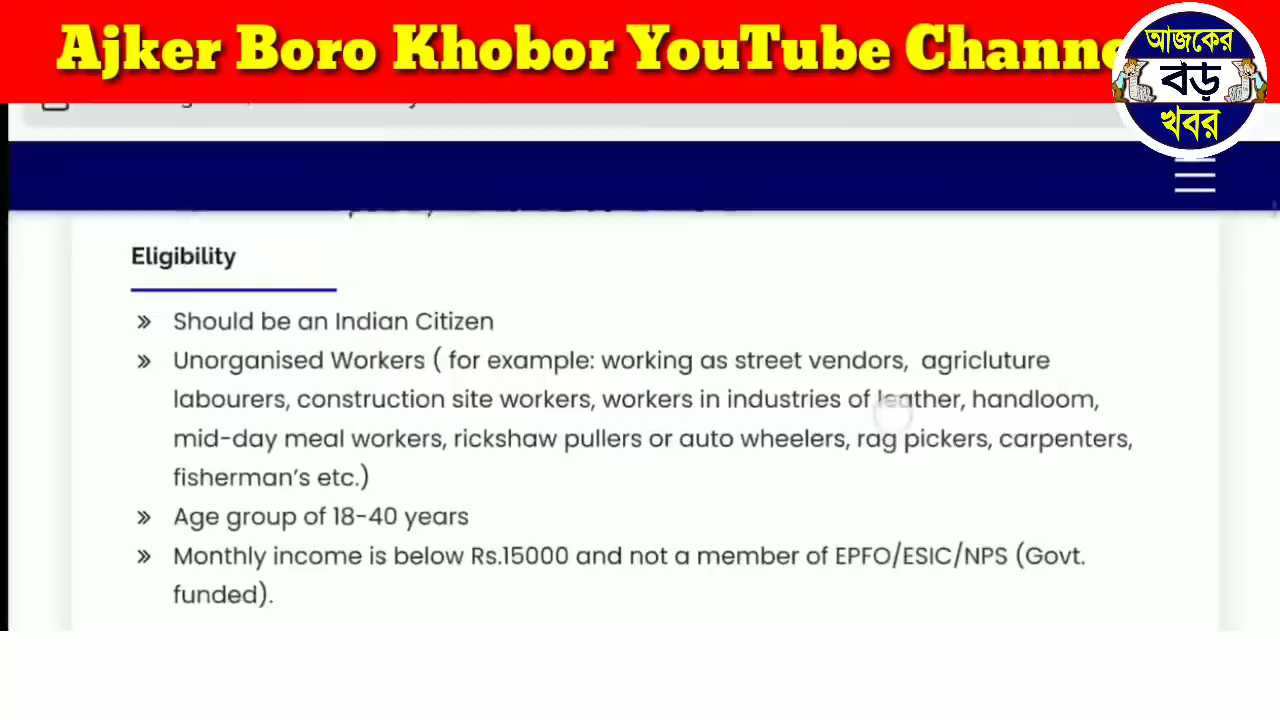 Ajker Boro Khobor YouTube Channe
আজকের
বড়
খবর
Eligibility
Should be an Indian Citizen
Unorganised Workers ( for example: working as street vendors, agricluture
labourers, construction site workers, workers in industries of leather, handloom,
mid-day meal workers, rickshaw pullers or auto wheelers, rag pickers, carpenters,
fisherman's etc.)
Age group of 18-40 years
Monthly income is below Rs.15000 and not a member of EPFO/ESIC/NPS (Govt.
funded).